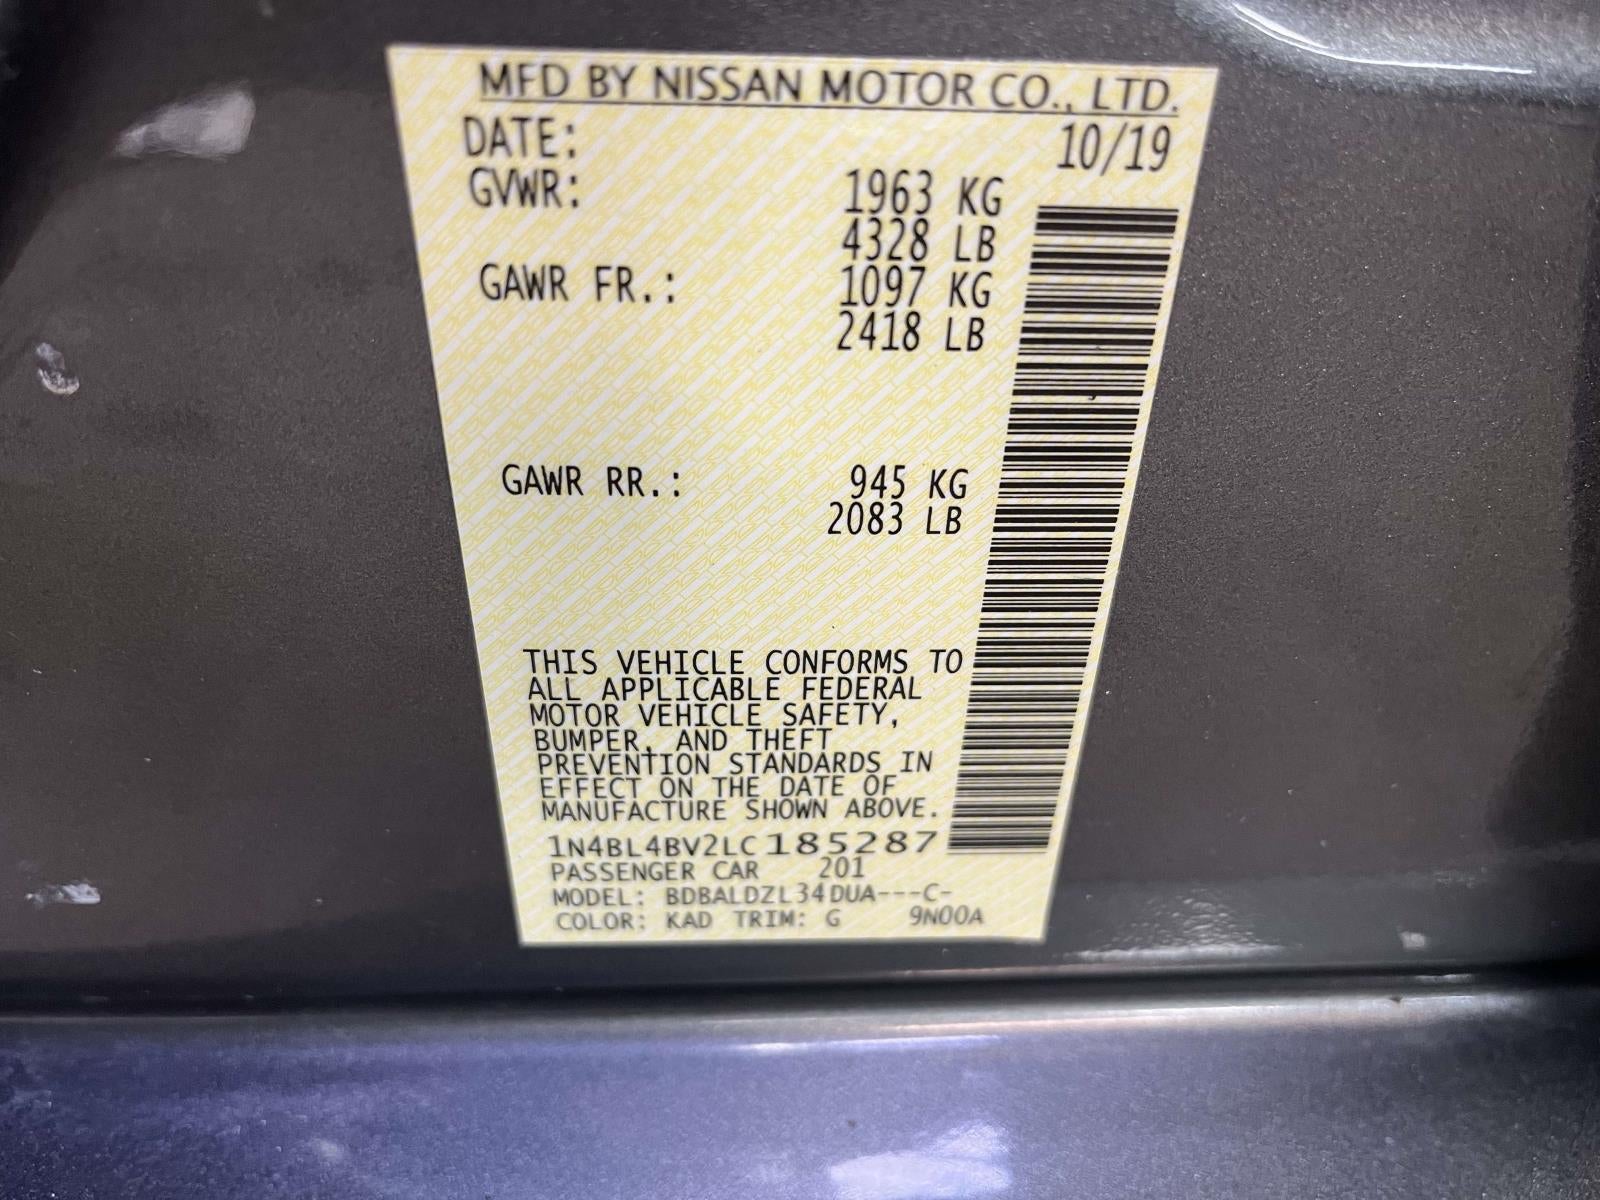 MFD BY NISSAN MOTOR CO., LTD.
DATE: 10/19
GVWR: 1963 KG
4328 LB
GAWR FR.: 1097 KG
2418 LB
GAWR RR.: 945 KG
2083 LB
THIS VEHICLE CONFORMS TO
ALL APPLICABLE FEDERAL
MOTOR VEHICLE SAFETY,
BUMPER, AND THEFT
PREVENTION STANDARDS IN
EFFECT ON THE DATE OF
MANUFACTURE SHOWN ABOVE.
1N4BL4BV2LC185287
PASSENGER CAR 201
MODEL: BDBALDZL34DUA---C-
COLOR: KAD TRIM: G 9N00A